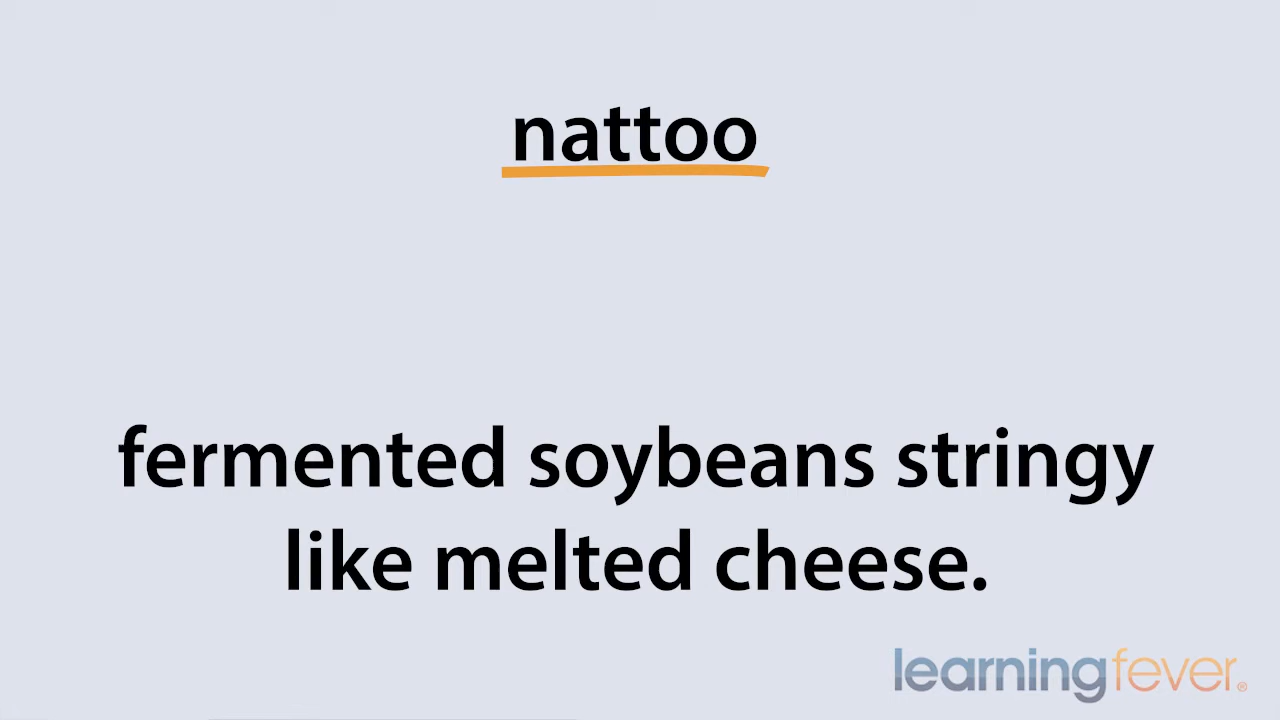 nattoo
fermented soybeans stringy
like melted cheese.
learningfever®